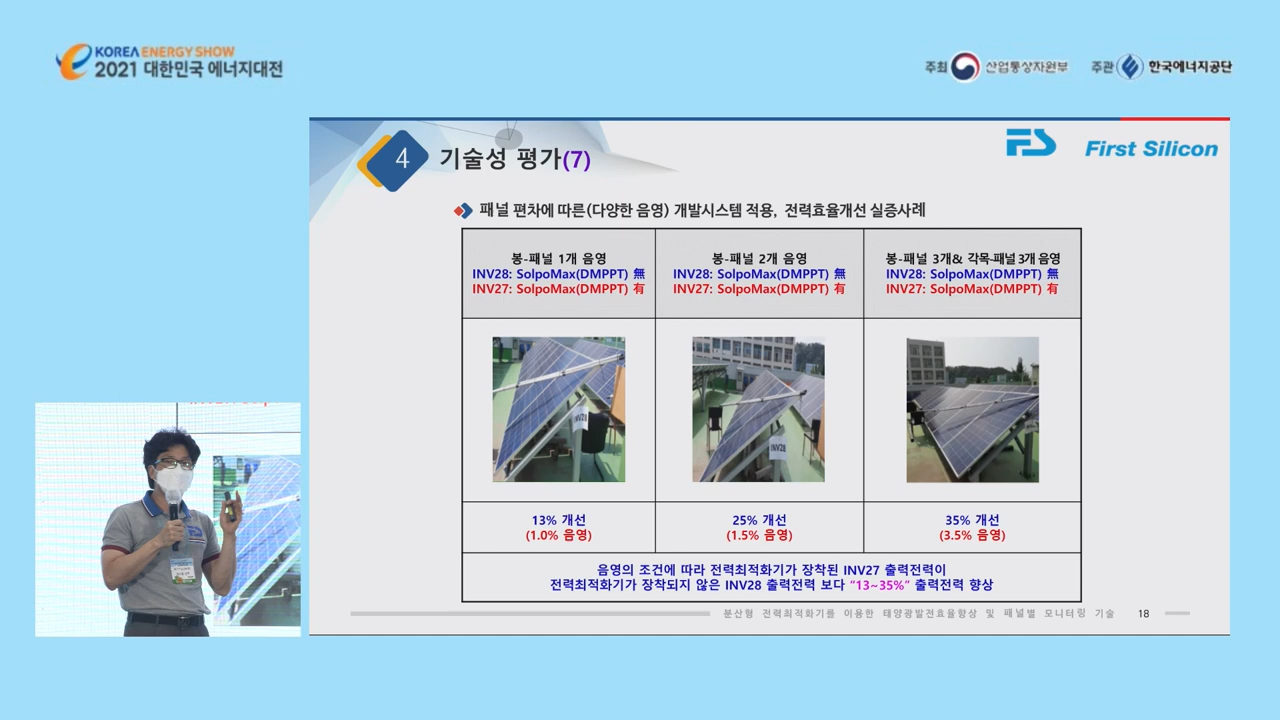 KOREA ENERGY SHOW
2021 대한민국 에너지대전
주최 산업통상자원부 주관 한국에너지공단
4 기술성 평가(7)
FS First Silicon
패널 편차에 따른(다양한 음영) 개발시스템 적용, 전력효율개선 실증사례
봉-패널 1개 음영
INV28: SolpoMax(DMPPT) 無
INV27: SolpoMax(DMPPT) 有
봉-패널 2개 음영
INV28: SolpoMax(DMPPT) 無
INV27: SolpoMax(DMPPT) 有
봉-패널 3개& 각목-패널3개 음영
INV28: SolpoMax(DMPPT) 無
INV27: SolpoMax(DMPPT) 有
INV28
INV28
13% 개선
(1.0% 음영)
25% 개선
(1.5% 음영)
35% 개선
(3.5% 음영)
음영의 조건에 따라 전력최적화기가 장착된 INV27 출력전력이
전력최적화기가 장착되지 않은 INV28 출력전력 보다 “13~35%” 출력전력 향상
분산형 전력최적화기를 이용한 태양광발전효율향상 및 패널별 모니터링 기술 18